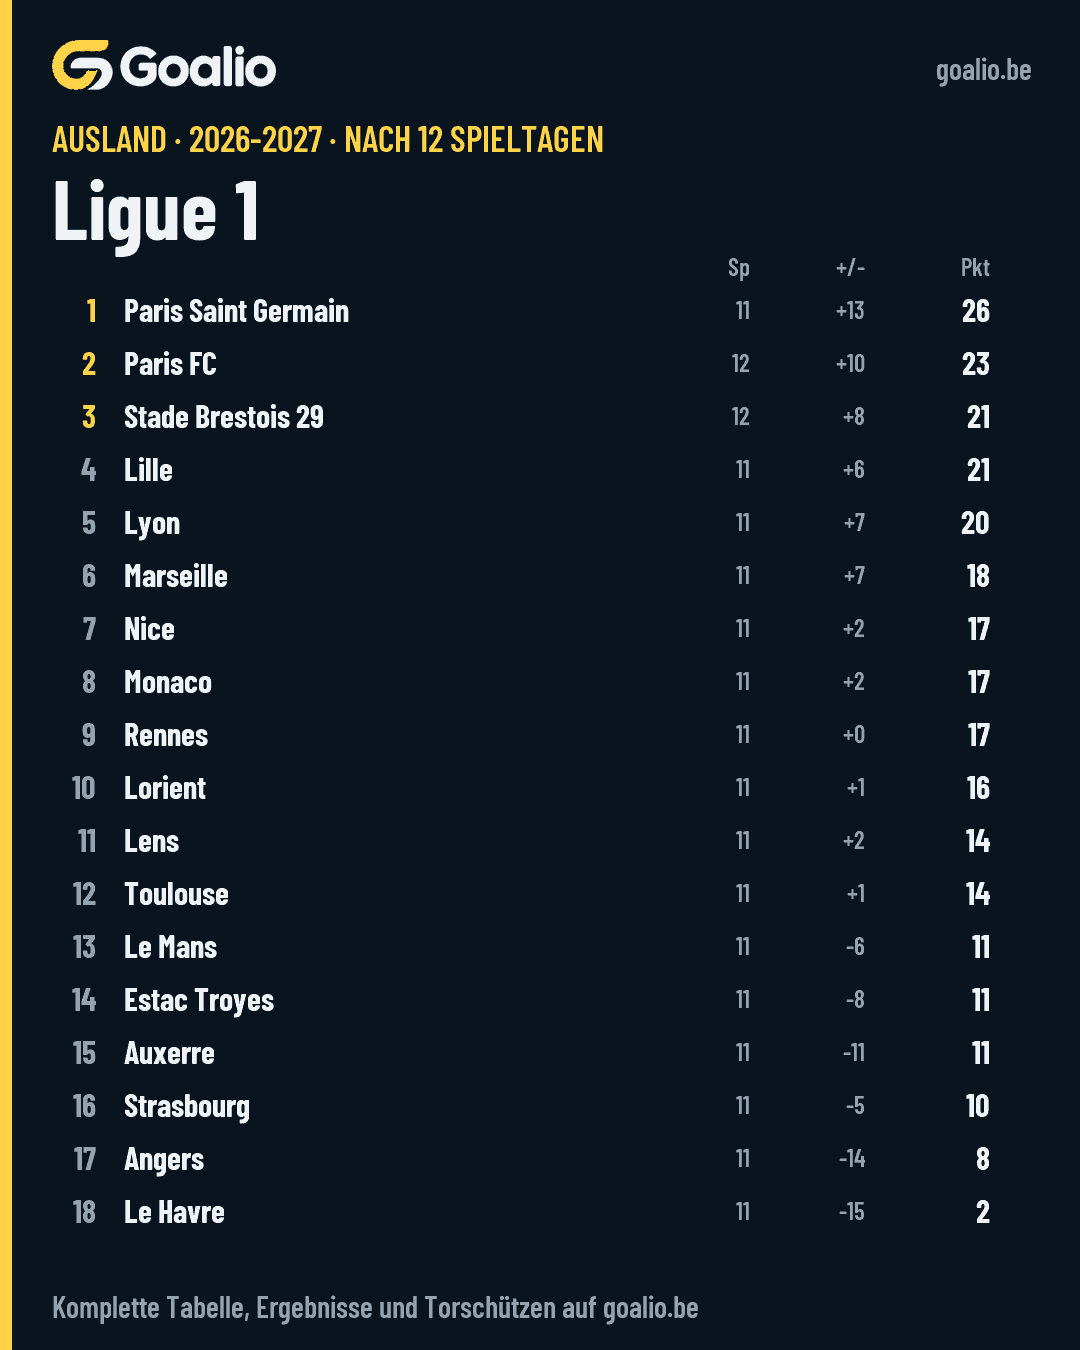 Goalio goalio.be
AUSLAND · 2026-2027 · NACH 12 SPIELTAGEN
Ligue 1
Sp +/- Pkt
1 Paris Saint Germain 11 +13 26
2 Paris FC 12 +10 23
3 Stade Brestois 29 12 +8 21
4 Lille 11 +6 21
5 Lyon 11 +7 20
6 Marseille 11 +7 18
7 Nice 11 +2 17
8 Monaco 11 +2 17
9 Rennes 11 +0 17
10 Lorient 11 +1 16
11 Lens 11 +2 14
12 Toulouse 11 +1 14
13 Le Mans 11 -6 11
14 Estac Troyes 11 -8 11
15 Auxerre 11 -11 11
16 Strasbourg 11 -5 10
17 Angers 11 -14 8
18 Le Havre 11 -15 2
Komplette Tabelle, Ergebnisse und Torschützen auf goalio.be